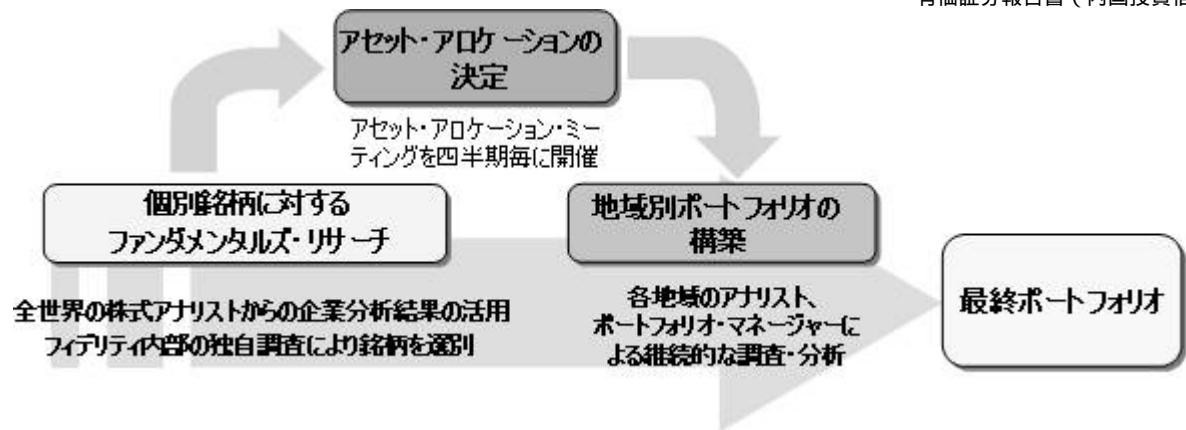 有価証券報告書(内国投資信
アセット・アロケーションの
決定
アセット・アロケーション・ミー
ティングを四半期毎に開催
個別銘柄に対する
ファンダメンタルズ・リサーチ
全世界の株式アナリストからの企業分析結果の活用
フィデリティ内部の独自調査により銘柄を選別
地域別ポートフォリオの
構築
各地域のアナリスト、
ポートフォリオ・マネージャーに
よる継続的な調査・分析
最終ポートフォリオ